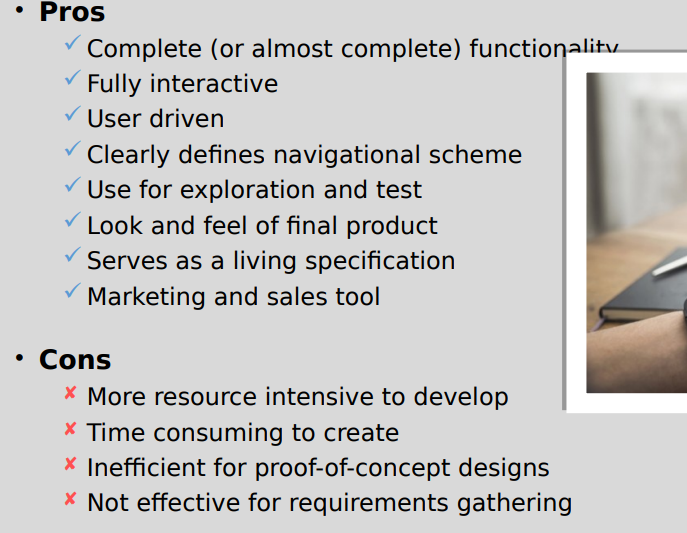 • Pros
✓ Complete (or almost complete) functionality
✓ Fully interactive
✓ User driven
✓ Clearly defines navigational scheme
✓ Use for exploration and test
✓ Look and feel of final product
✓ Serves as a living specification
✓ Marketing and sales tool
• Cons
✘ More resource intensive to develop
✘ Time consuming to create
✘ Inefficient for proof-of-concept designs
✘ Not effective for requirements gathering